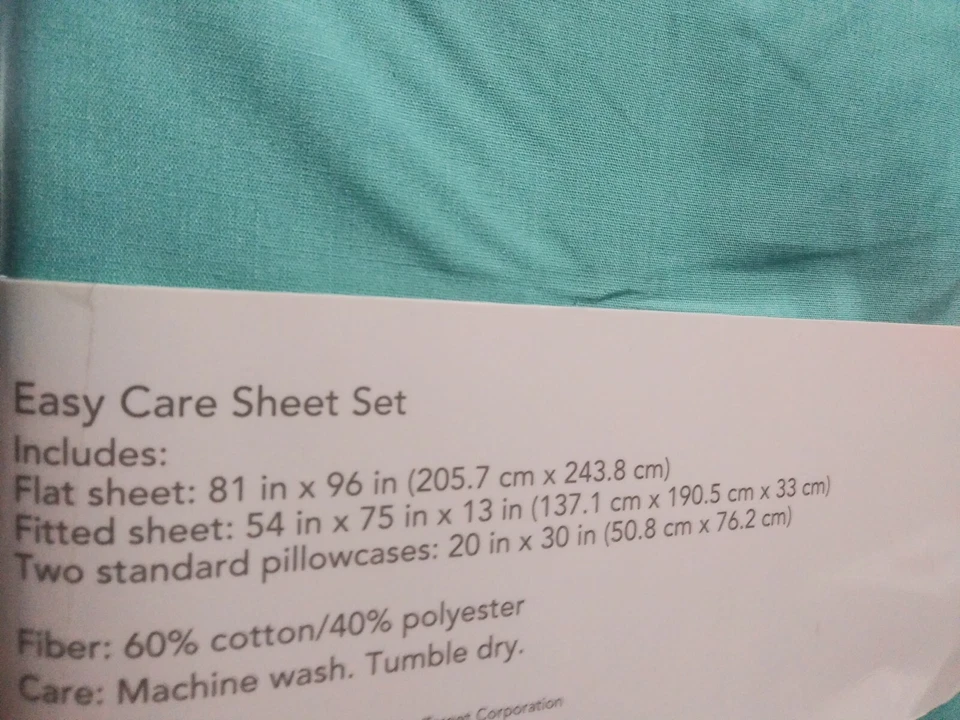 Easy Care Sheet Set
Includes:
Flat sheet: 81 in x 96 in (205.7 cm x 243.8 cm)
Fitted sheet: 54 in x 75 in x 13 in (137.1 cm x 190.5 cm x 33 cm)
Two standard pillowcases: 20 in x 30 in (50.8 cm x 76.2 cm)
Fiber: 60% cotton/40% polyester
Care: Machine wash. Tumble dry.
Corporation